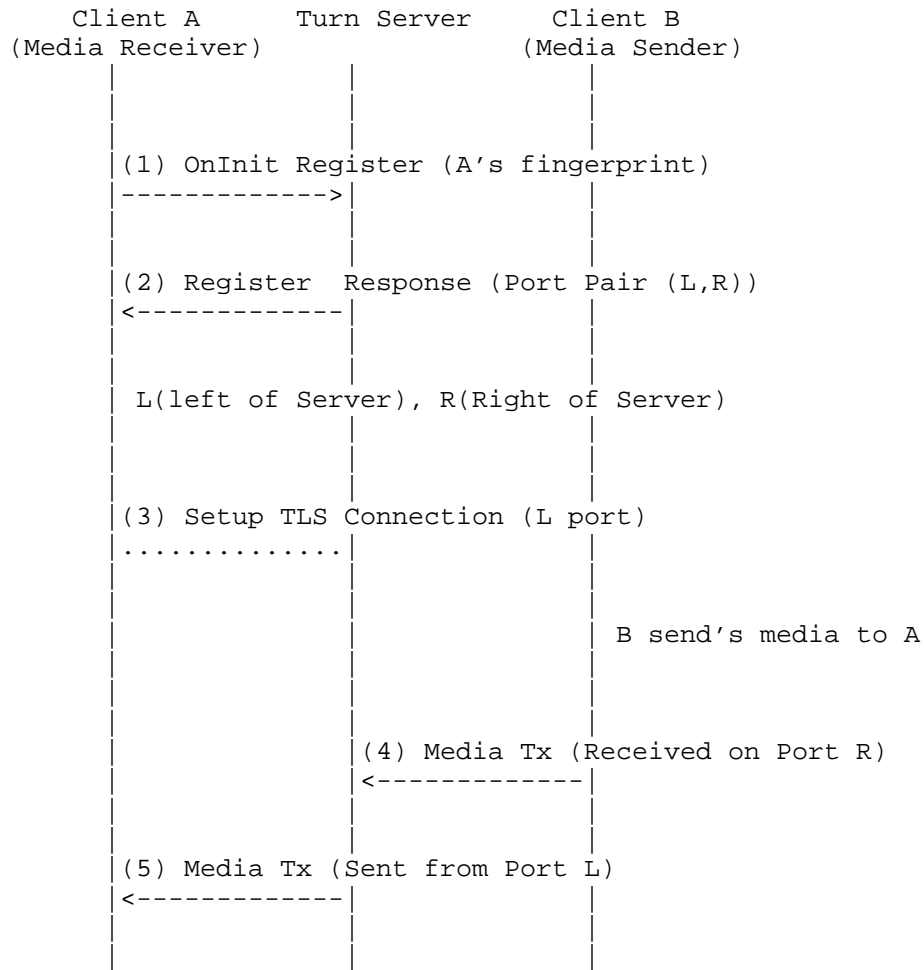 Client A Turn Server Client B
(Media Receiver) (Media Sender)
(1) OnInit Register (A's fingerprint)
------------->
(2) Register Response (Port Pair (L,R))
<-------------
L(left of Server), R(Right of Server)
(3) Setup TLS Connection (L port)
..............
B send's media to A
(4) Media Tx (Received on Port R)
<-------------
(5) Media Tx (Sent from Port L)
<-------------